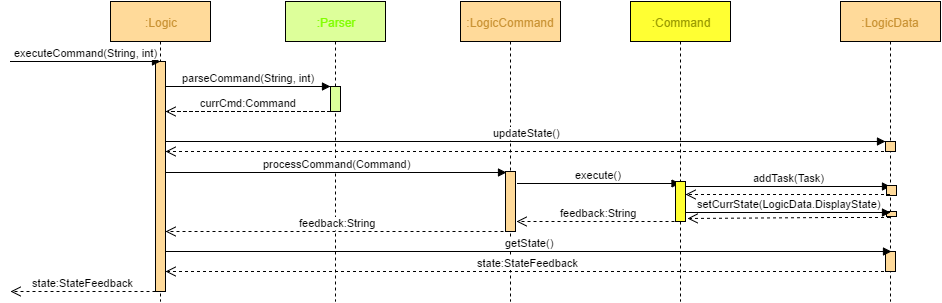 :Logic
:Parser
:LogicCommand
:Command
:LogicData
executeCommand(String, int)
parseCommand(String, int)
currCmd:Command
updateState()
processCommand(Command)
execute()
addTask(Task)
setCurrState(LogicData.DisplayState)
feedback:String
feedback:String
getState()
state:StateFeedback
state:StateFeedback